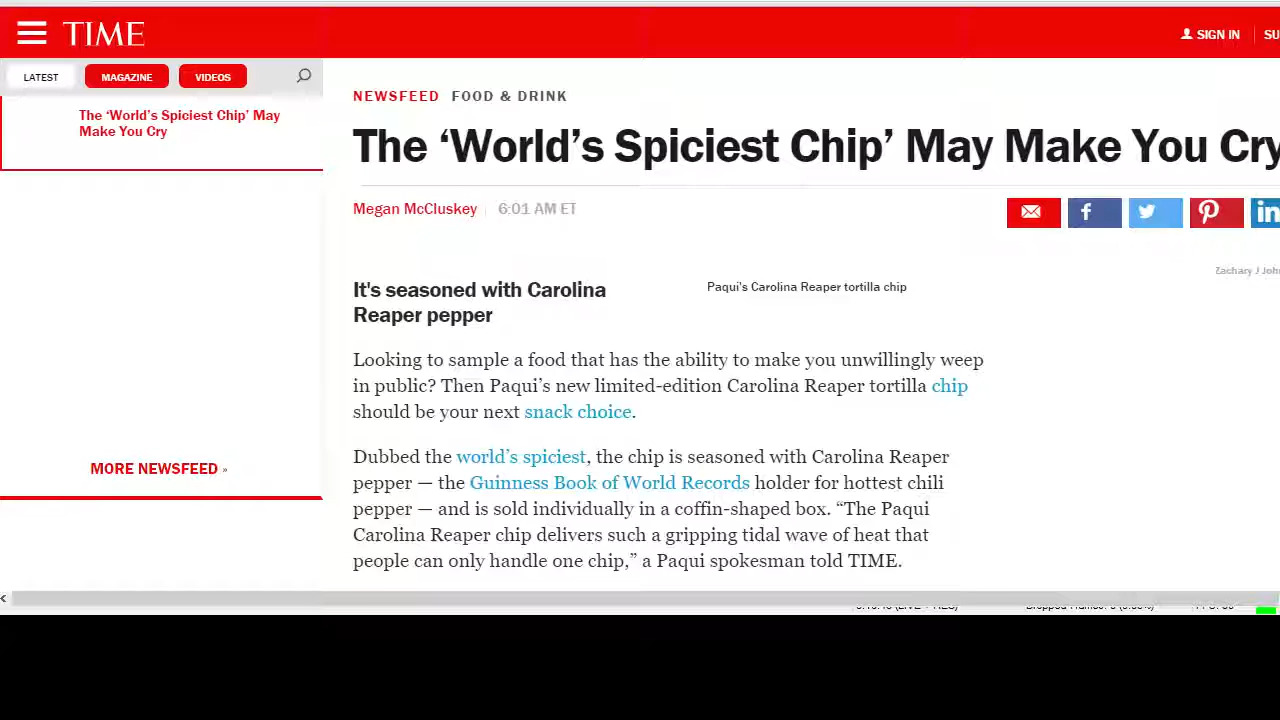 TIME
SIGN IN
SU
LATEST
MAGAZINE
VIDEOS
The ‘World’s Spiciest Chip’ May
Make You Cry
MORE NEWSFEED »
NEWSFEED FOOD & DRINK
The ‘World’s Spiciest Chip’ May Make You Cry
Megan McCluskey 6:01 AM ET
Zachary J Joh
It's seasoned with Carolina
Reaper pepper
Paqui's Carolina Reaper tortilla chip
Looking to sample a food that has the ability to make you unwillingly weep
in public? Then Paqui’s new limited-edition Carolina Reaper tortilla chip
should be your next snack choice.
Dubbed the world’s spiciest, the chip is seasoned with Carolina Reaper
pepper — the Guinness Book of World Records holder for hottest chili
pepper — and is sold individually in a coffin-shaped box. “The Paqui
Carolina Reaper chip delivers such a gripping tidal wave of heat that
people can only handle one chip,” a Paqui spokesman told TIME.